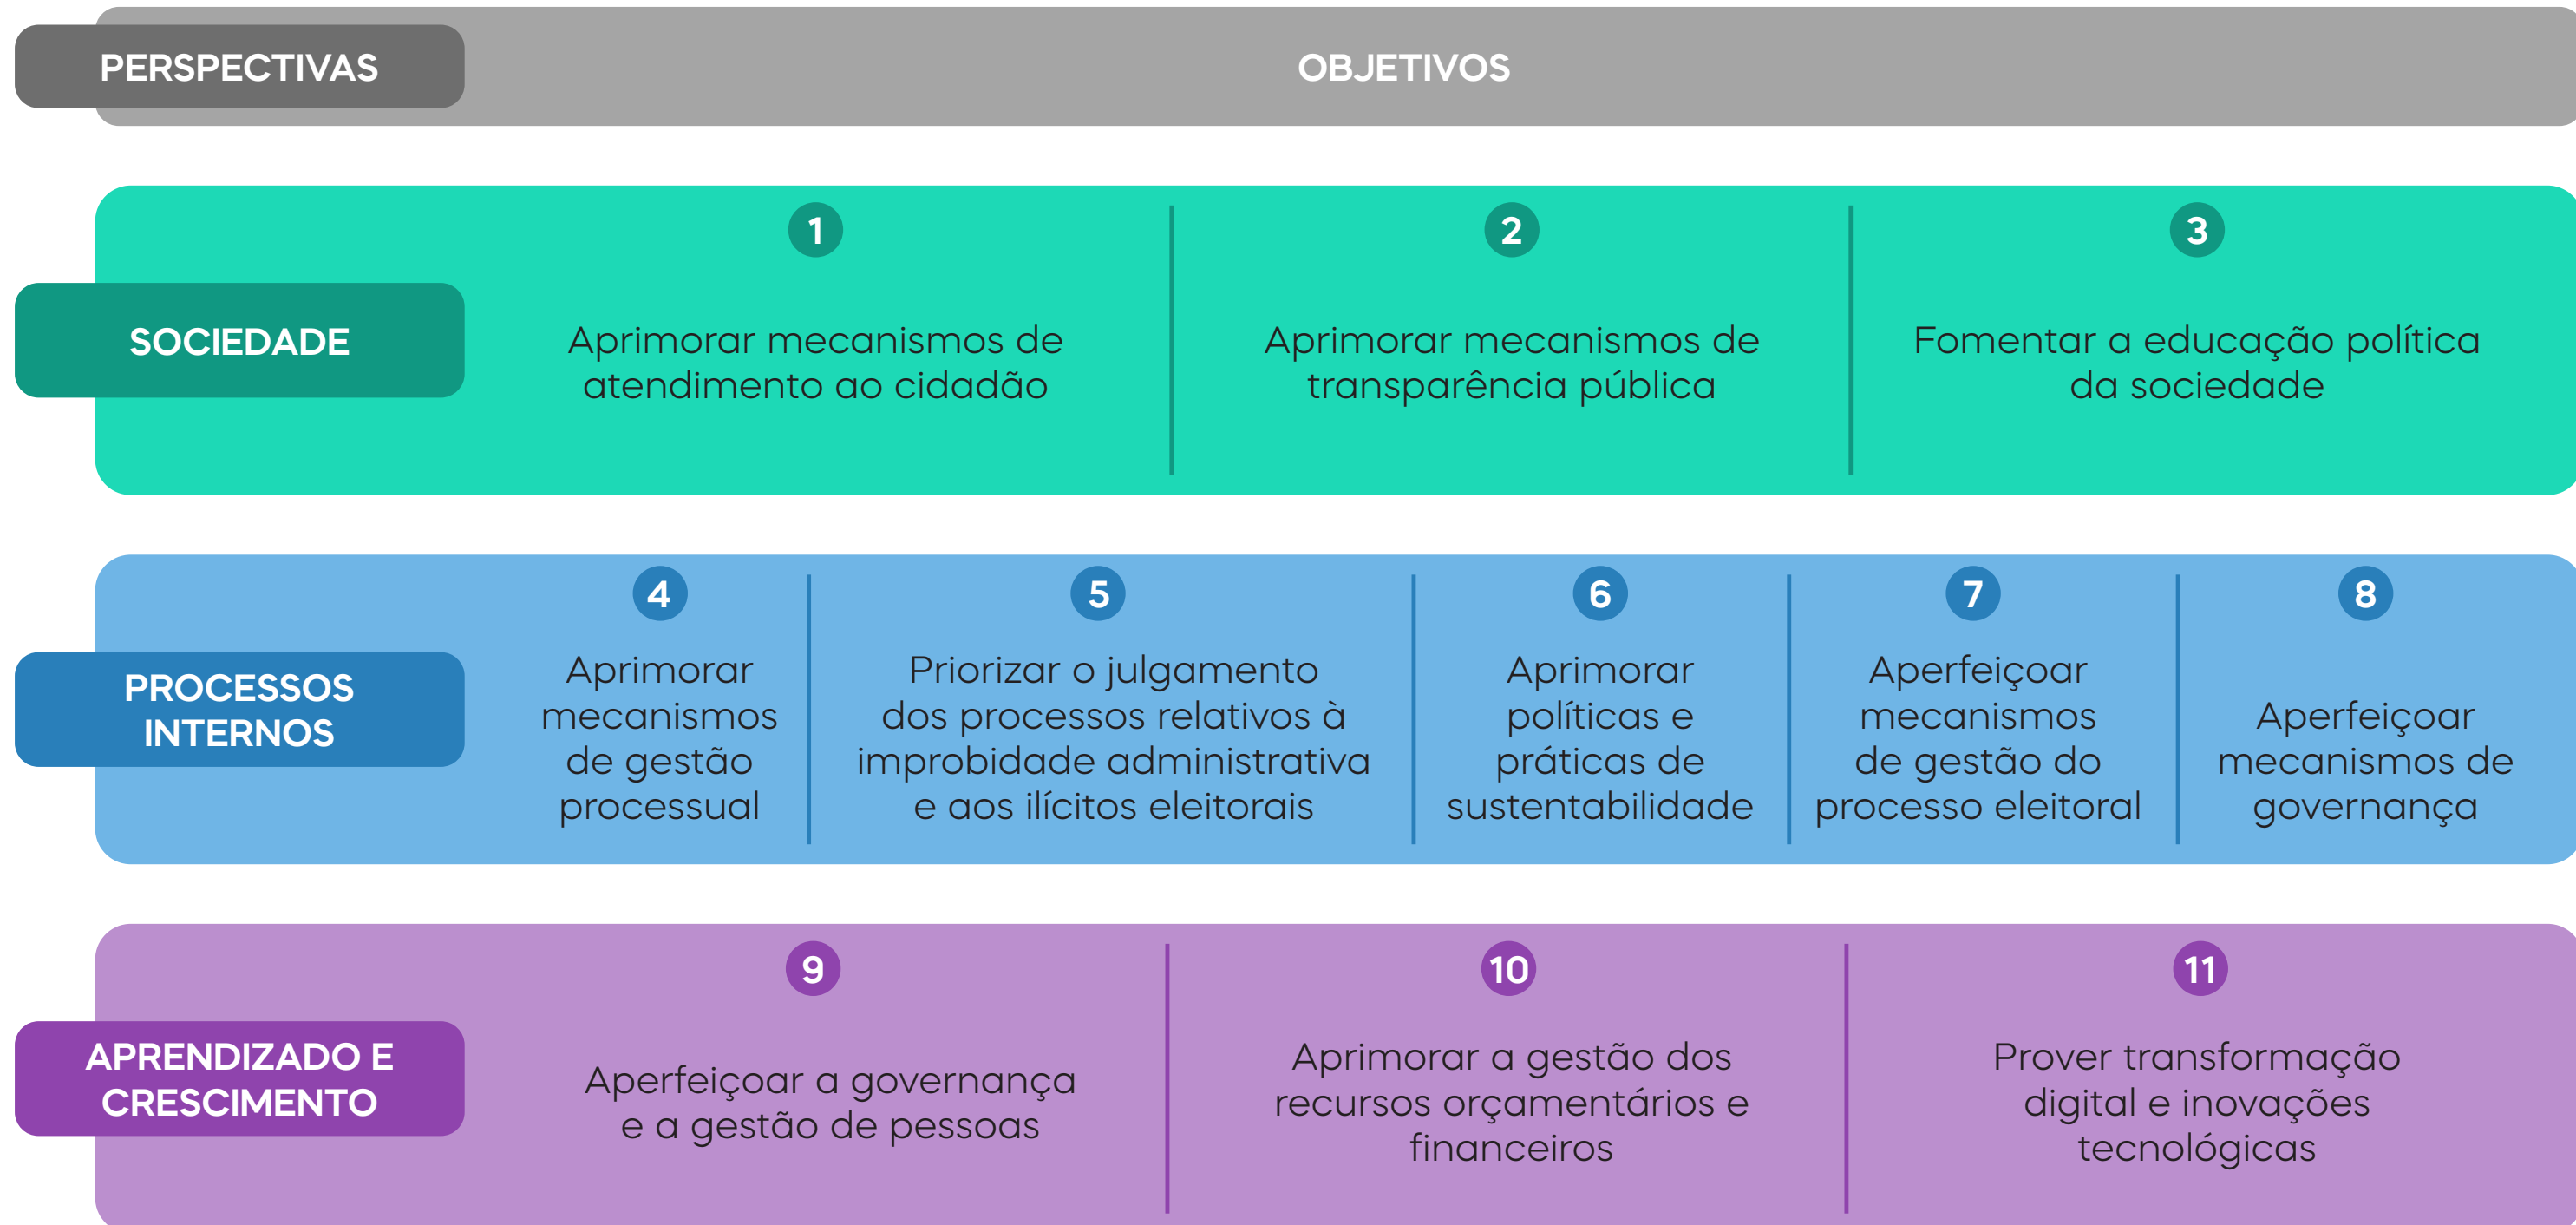 PERSPECTIVAS
OBJETIVOS
SOCIEDADE
1
Aprimorar mecanismos de
atendimento ao cidadão
2
Aprimorar mecanismos de
transparência pública
3
Fomentar a educação política
da sociedade
PROCESSOS
INTERNOS
4
Aprimorar
mecanismos
de gestão
processual
5
Priorizar o julgamento
dos processos relativos à
improbidade administrativa
e aos ilícitos eleitorais
6
Aprimorar
políticas e
práticas de
sustentabilidade
7
Aperfeiçoar
mecanismos
de gestão do
processo eleitoral
8
Aperfeiçoar
mecanismos de
governança
APRENDIZADO E
CRESCIMENTO
9
Aperfeiçoar a governança
e a gestão de pessoas
10
Aprimorar a gestão dos
recursos orçamentários e
financeiros
11
Prover transformação
digital e inovações
tecnológicas